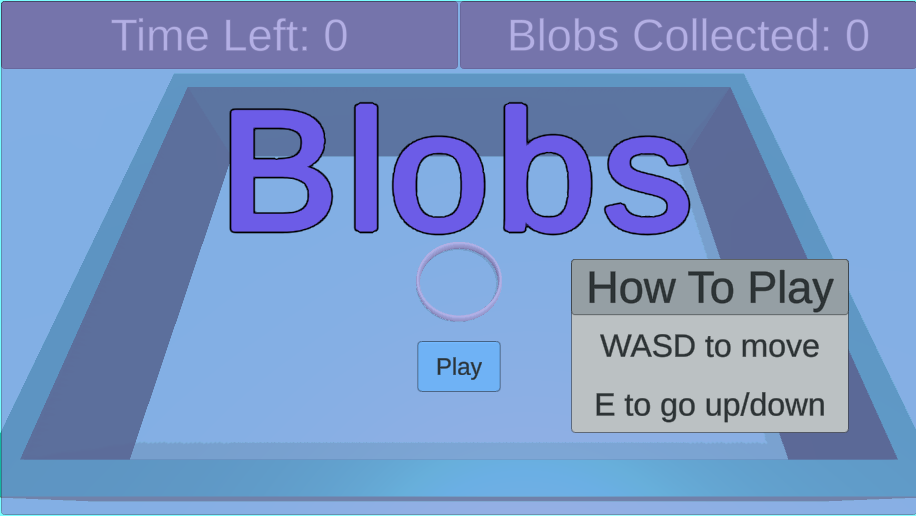 Time Left: 0
Blobs Collected: 0
Blobs
How To Play
WASD to move
Play
E to go up/down